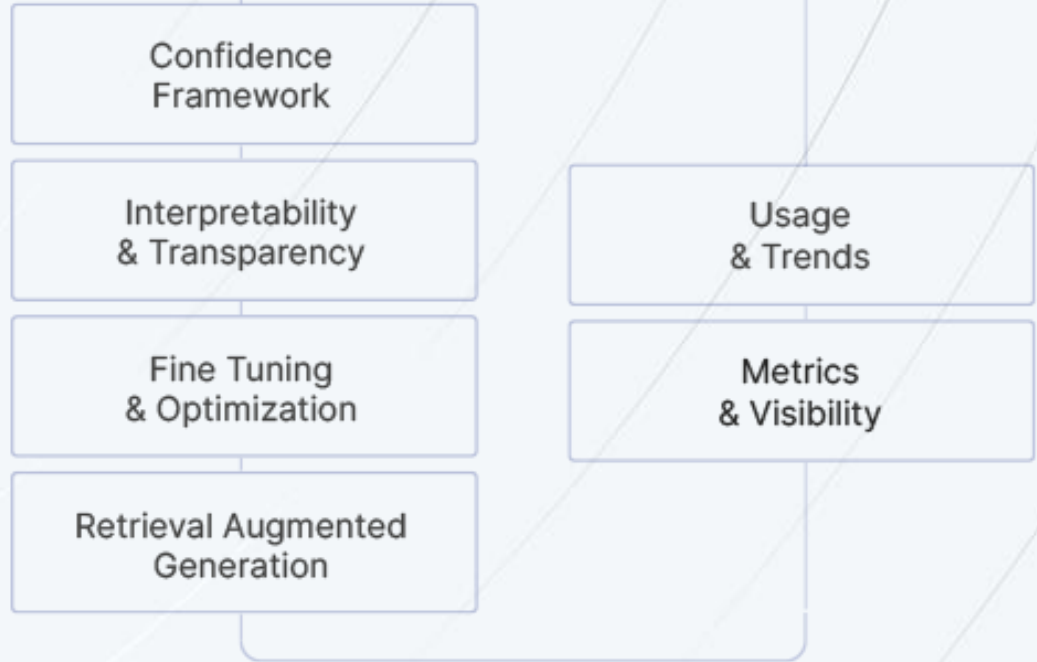 Confidence
Framework
Interpretability
& Transparency
Fine Tuning
& Optimization
Retrieval Augmented
Generation
Usage
& Trends
Metrics
& Visibility